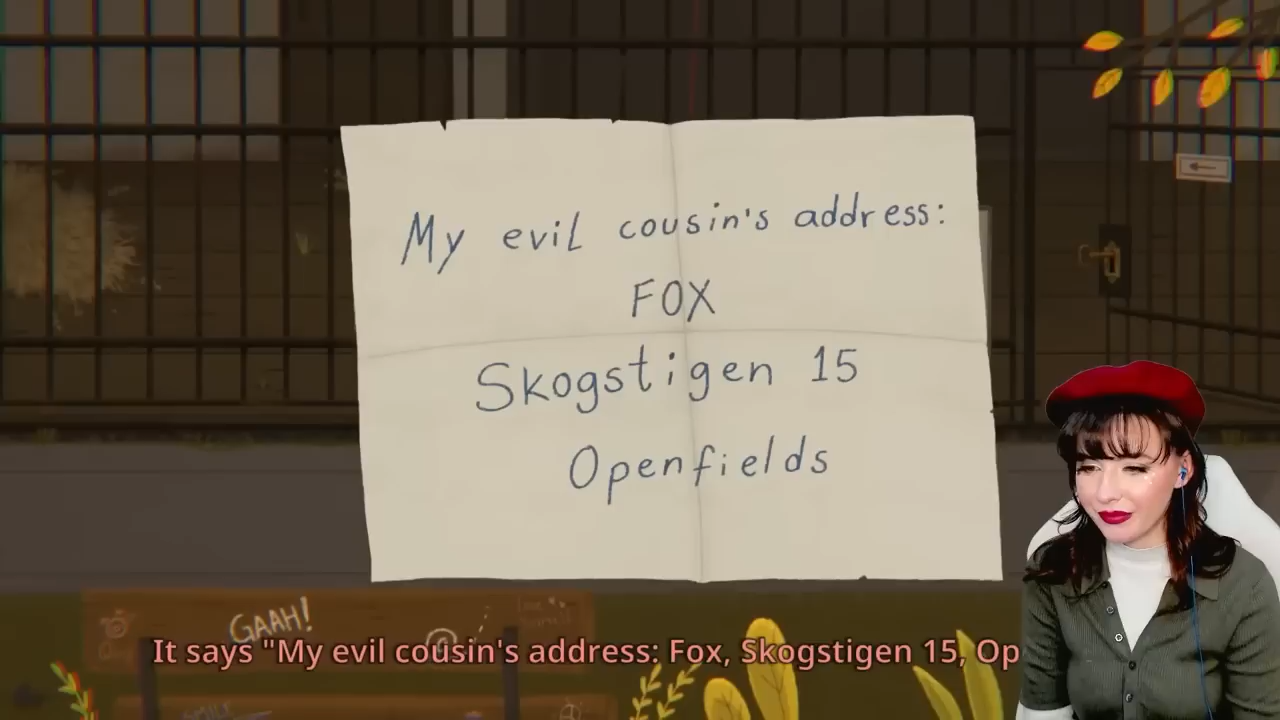 My evil cousin's address:
FOX
Skogstigen 15
Openfields
GAAH!
It says "My evil cousin's address: Fox, Skogstigen 15, Op